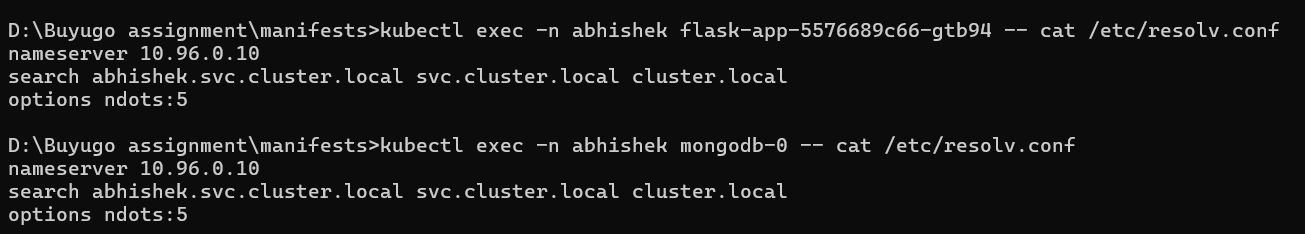 D:\Buyugo assignment\manifests>kubectl exec -n abhishek flask-app-5576689c66-gtb94 -- cat /etc/resolv.conf
nameserver 10.96.0.10
search abhishek.svc.cluster.local svc.cluster.local cluster.local
options ndots:5
D:\Buyugo assignment\manifests>kubectl exec -n abhishek mongodb-0 -- cat /etc/resolv.conf
nameserver 10.96.0.10
search abhishek.svc.cluster.local svc.cluster.local cluster.local
options ndots:5